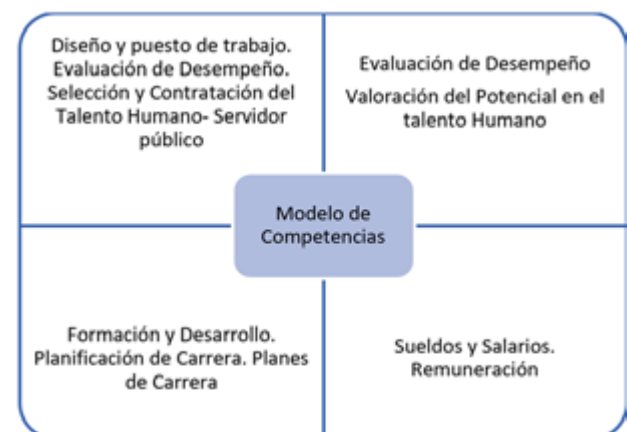 Diseño y puesto de trabajo.
Evaluación de Desempeño.
Selección y Contratación del
Talento Humano- Servidor
público
Evaluación de Desempeño
Valoración del Potencial en el
talento Humano
Modelo de
Competencias
Formación y Desarrollo.
Planificación de Carrera. Planes
de Carrera
Sueldos y Salarios.
Remuneración